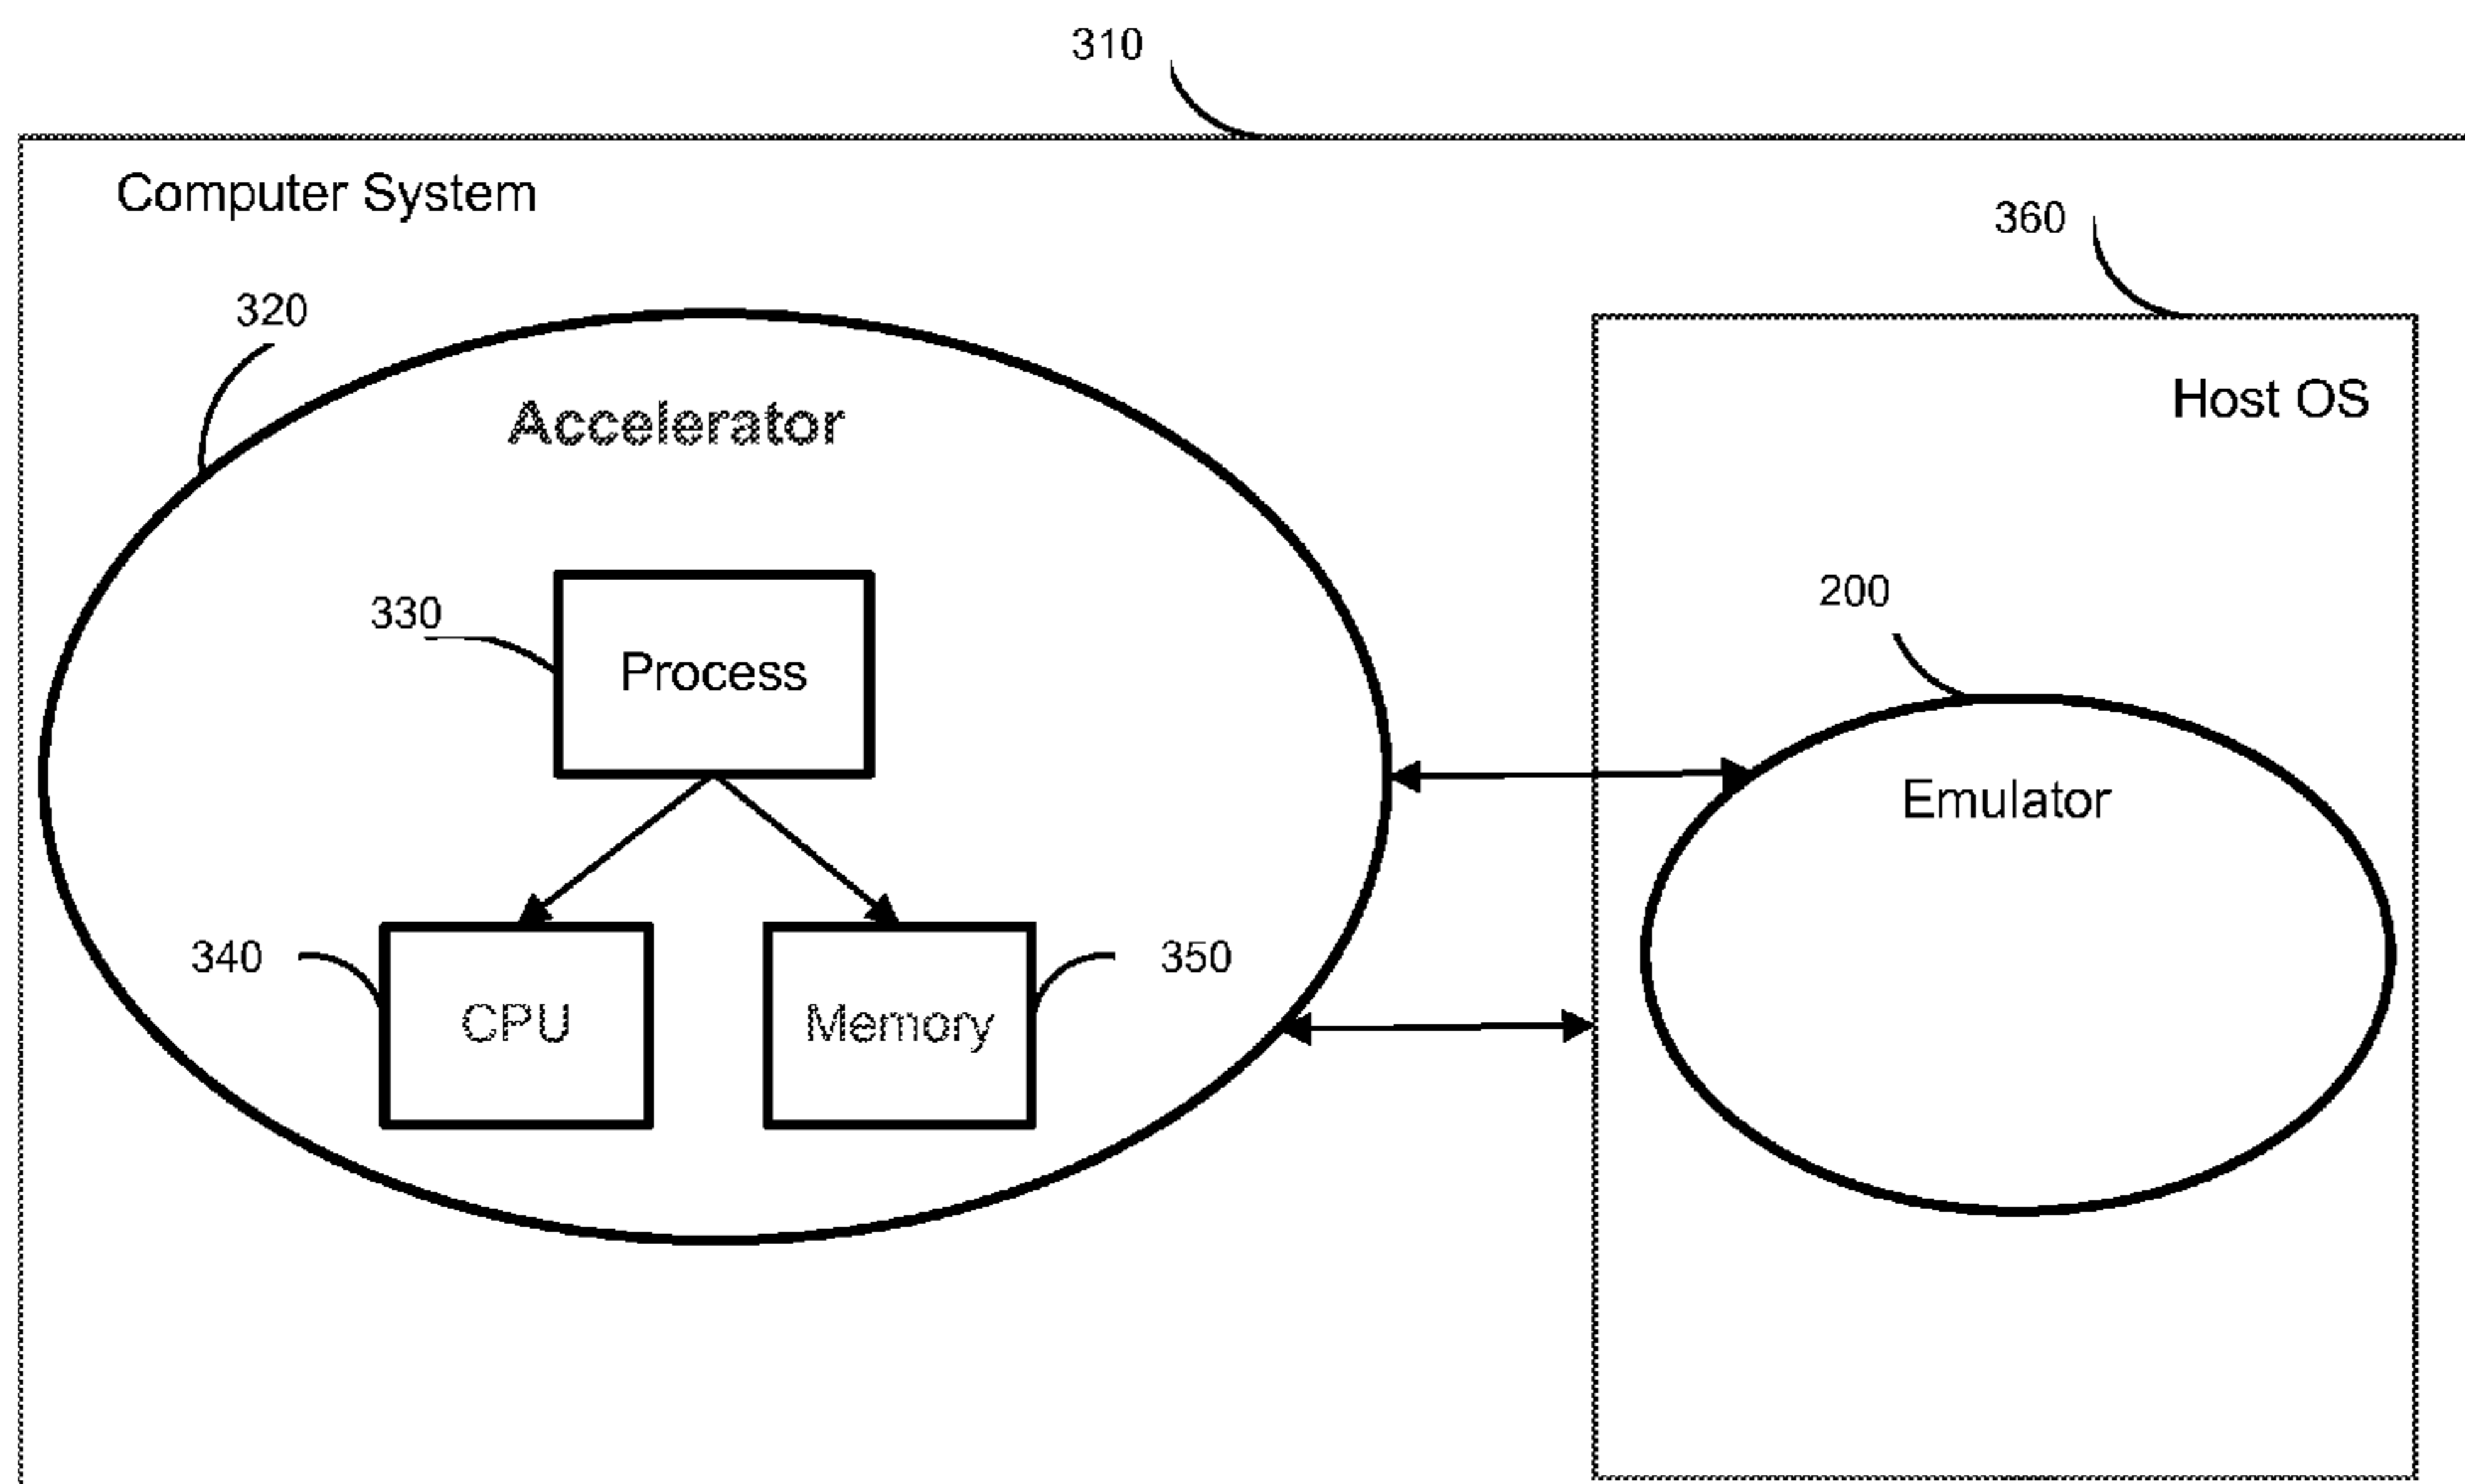 310
Computer System
360
320
Host OS
Accelerator
200
330
Process
Emulator
340
CPU
Memory
350